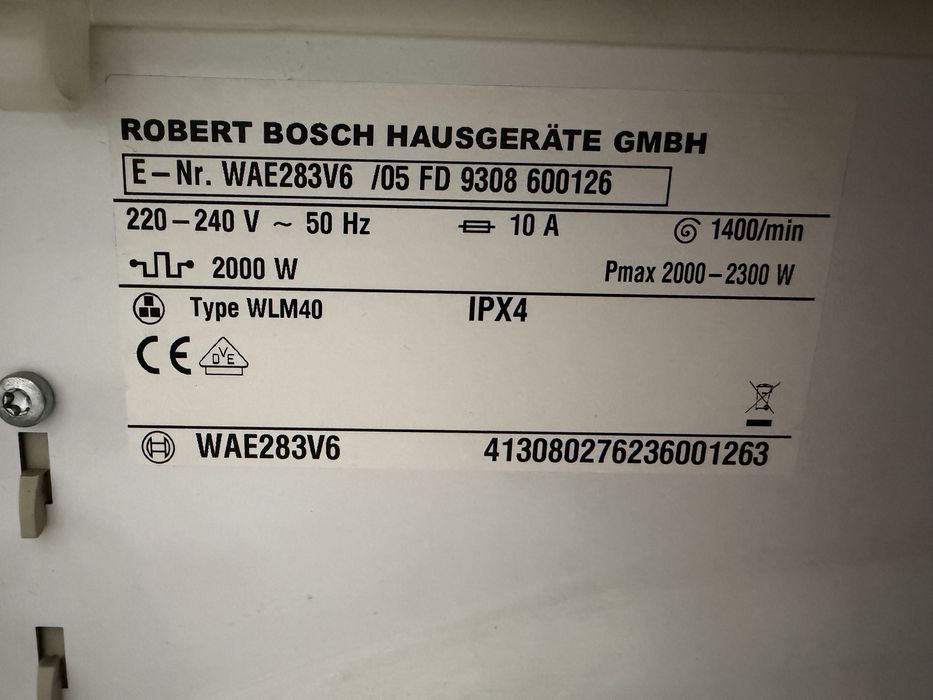 ROBERT BOSCH HAUSGERÄTE GMBH
E-Nr. WAE283V6 /05 FD 9308 600126
220-240 V ~ 50 Hz 10 A 1400/min
2000 W Pmax 2000-2300 W
Type WLM40 IPX4
CE DVE
WAE283V6 413080276236001263